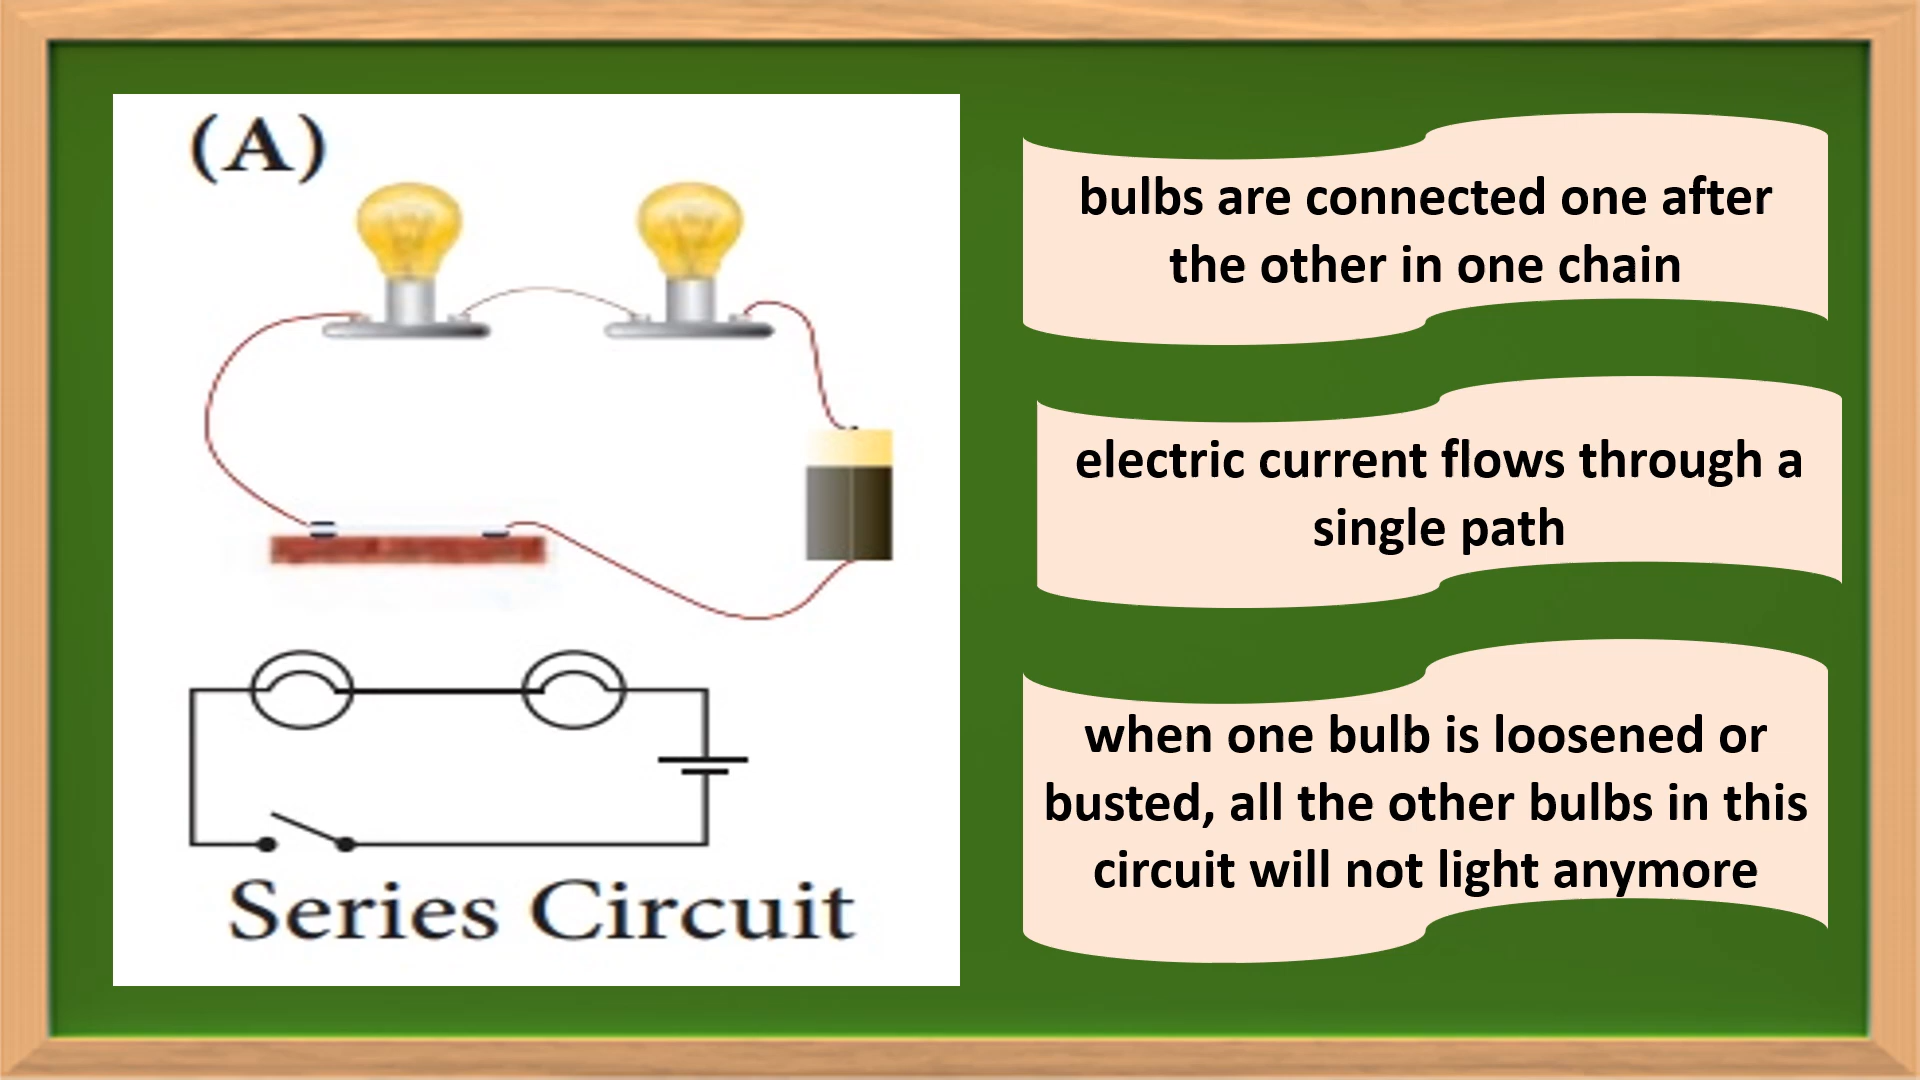 (A)
Series Circuit
bulbs are connected one after
the other in one chain
electric current flows through a
single path
when one bulb is loosened or
busted, all the other bulbs in this
circuit will not light anymore